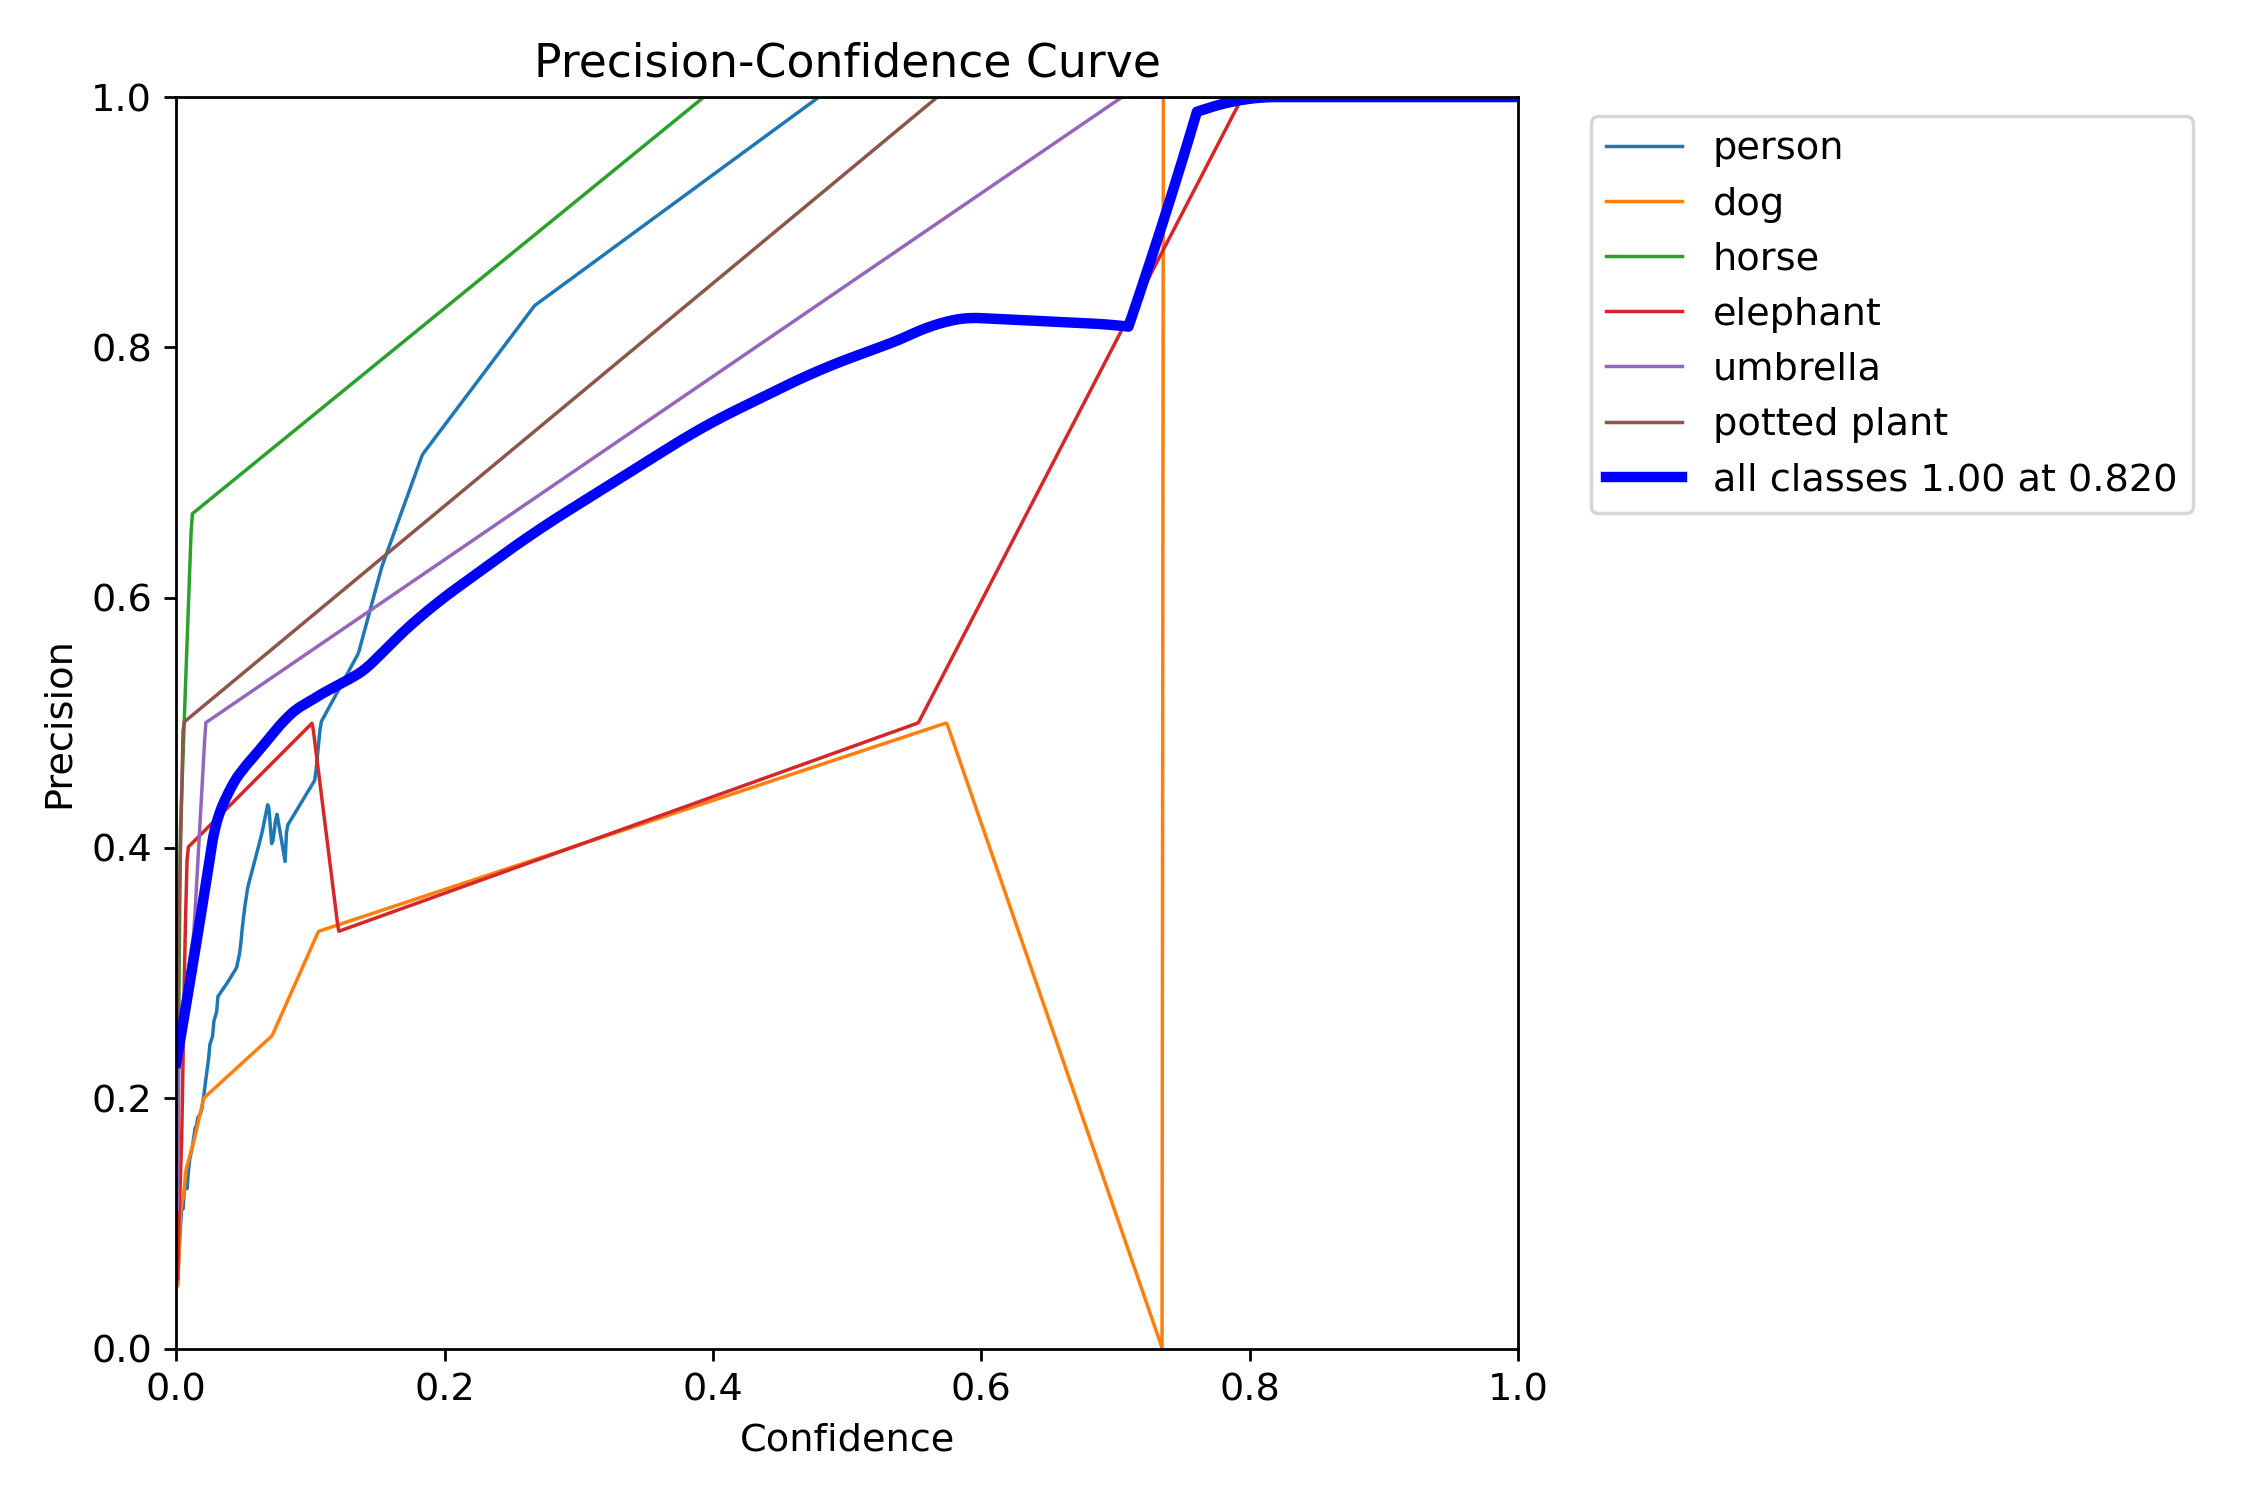 Precision-Confidence Curve
1.0
0.8
0.6
0.4
0.2
0.0
Precision
0.0 0.2 0.4 0.6 0.8 1.0
Confidence
person
dog
horse
elephant
umbrella
potted plant
all classes 1.00 at 0.820